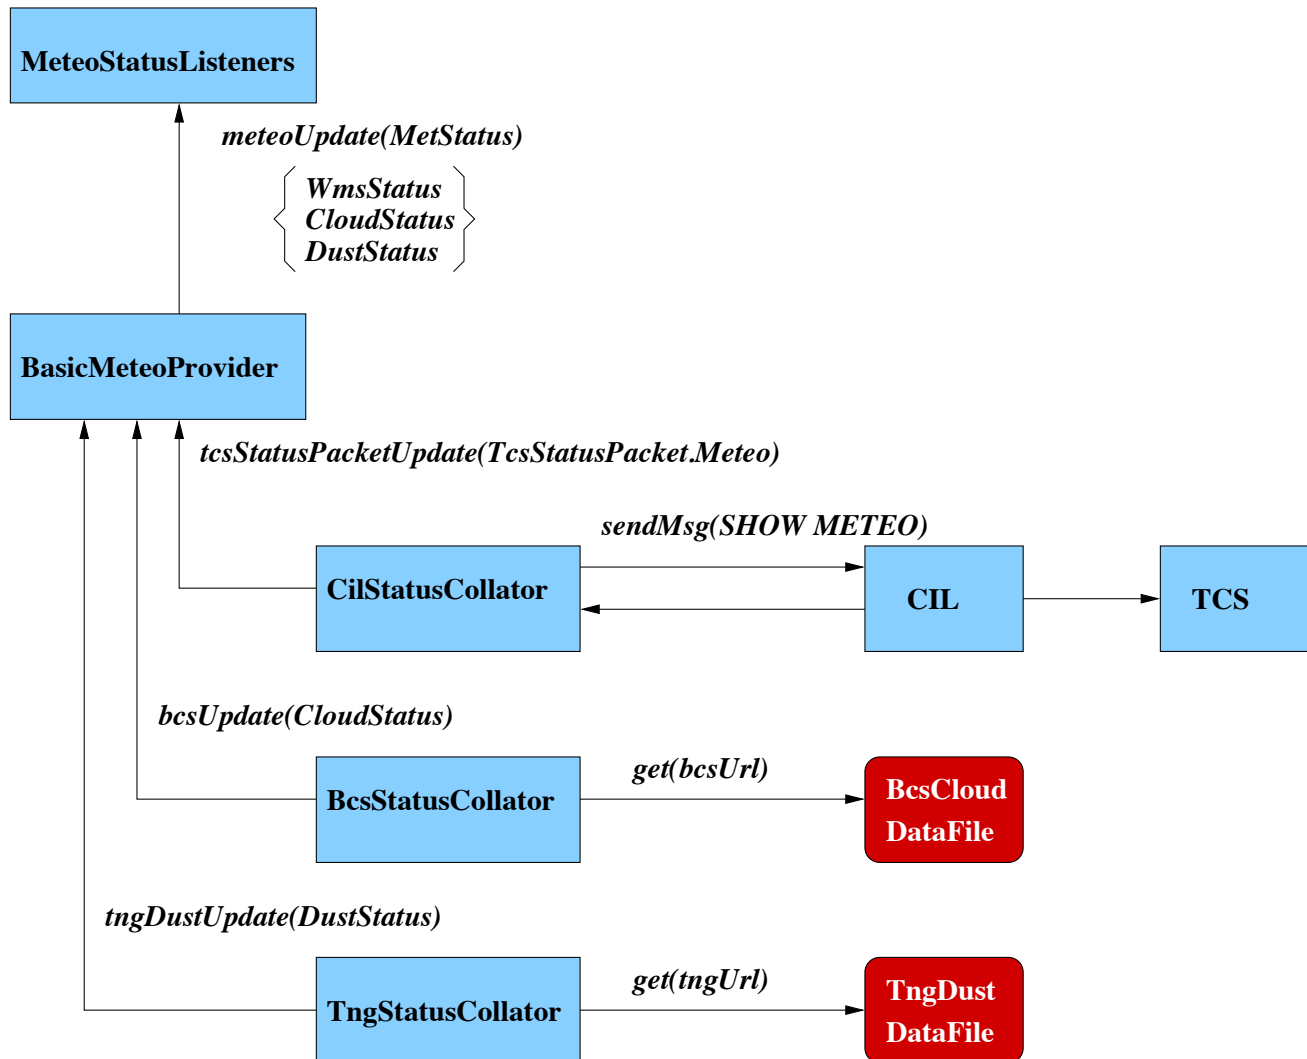 MeteoStatusListeners
meteoUpdate(MetStatus)
WmsStatus
CloudStatus
DustStatus
BasicMeteoProvider
tcsStatusPacketUpdate(TcsStatusPacket.Meteo)
sendMsg(SHOW METEO)
CilStatusCollator
CIL
TCS
bcsUpdate(CloudStatus)
get(bcsUrl)
BcsStatusCollator
BcsCloud
DataFile
tngDustUpdate(DustStatus)
get(tngUrl)
TngStatusCollator
TngDust
DataFile